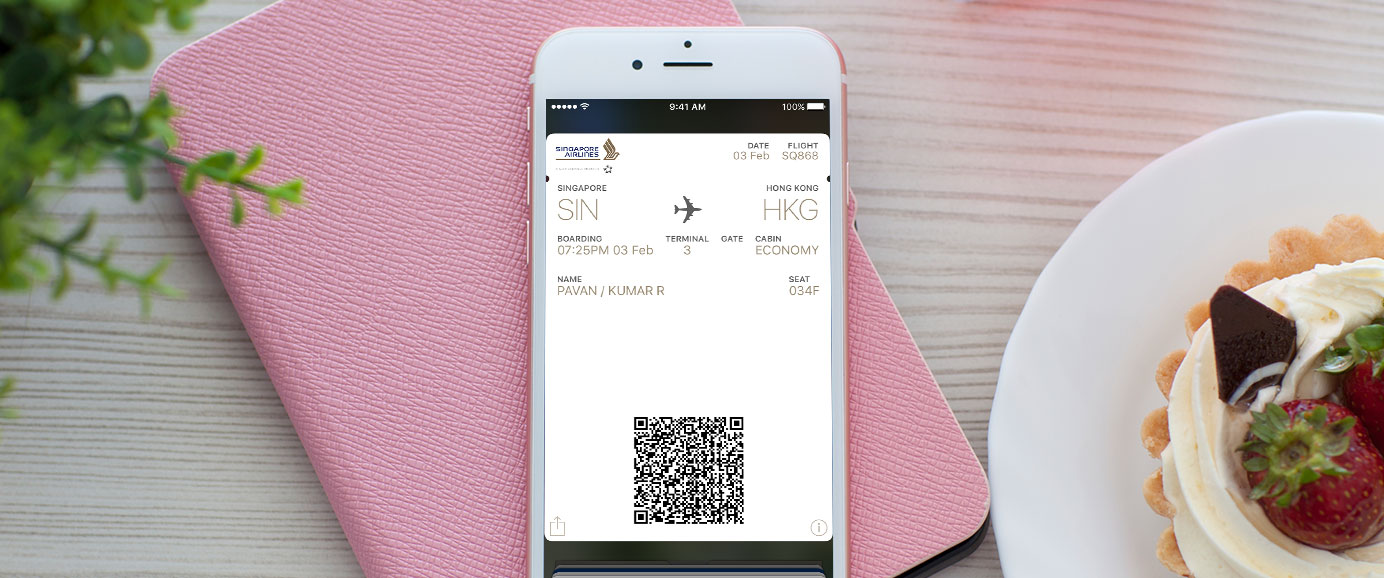 9:41 AM 100%
SINGAPORE AIRLINES
DATE FLIGHT
03 Feb SQ868
SINGAPORE HONG KONG
SIN HKG
BOARDING TERMINAL GATE CABIN
07:25PM 03 Feb 3 ECONOMY
NAME SEAT
PAVAN / KUMAR R 034F